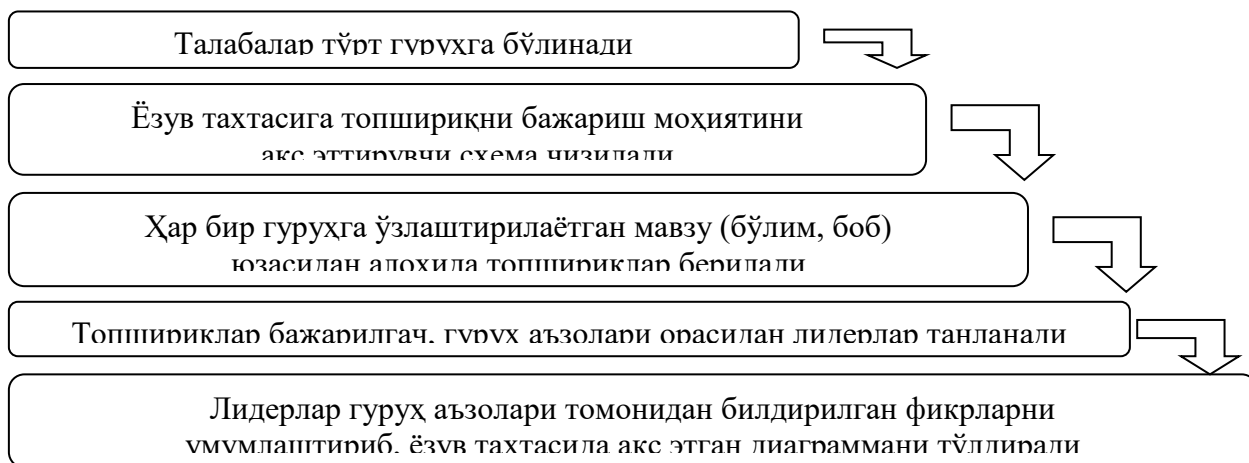 Талабалар тўрт гуруҳга бўлинади
Ёзув тахтасига топшириқни бажариш моҳиятини
акс эттирувчи схема чизилади
Ҳар бир гуруҳга ўзлаштирилаётган мавзу (бўлим, боб)
юзасидан алоҳида топшириқлар берилади
Топшириқлар бажарилгач, гуруҳ аъзолари орасидан лидерлар танланади
Лидерлар гуруҳ аъзолари томонидан билдирилган фикрларни
умумлаштириб, ёзув тахтасида акс этган диаграммани тўлдиради